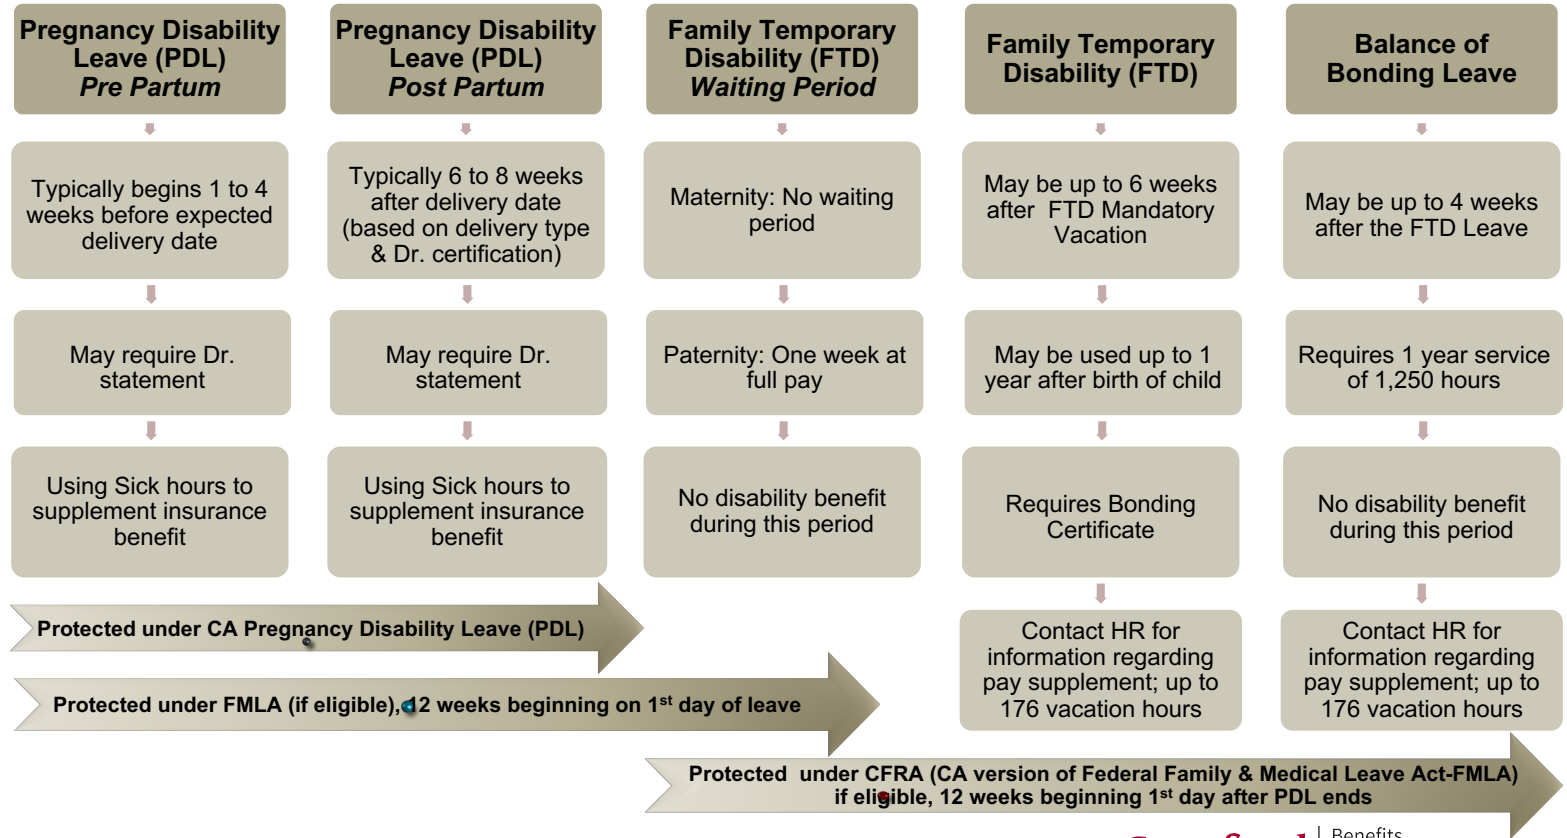 Pregnancy Disability
Leave (PDL)
Pre Partum
Typically begins 1 to 4
weeks before expected
delivery date
May require Dr.
statement
Using Sick hours to
supplement insurance
benefit
Pregnancy Disability
Leave (PDL)
Post Partum
Typically 6 to 8 weeks
after delivery date
(based on delivery type
& Dr. certification)
May require Dr.
statement
Using Sick hours to
supplement insurance
benefit
Family Temporary
Disability (FTD)
Waiting Period
Maternity: No waiting
period
Paternity: One week at
full pay
No disability benefit
during this period
Family Temporary
Disability (FTD)
May be up to 6 weeks
after FTD Mandatory
Vacation
May be used up to 1
year after birth of child
Requires Bonding
Certificate
Contact HR for
information regarding
pay supplement; up to
176 vacation hours
Balance of
Bonding Leave
May be up to 4 weeks
after the FTD Leave
Requires 1 year service
of 1,250 hours
No disability benefit
during this period
Contact HR for
information regarding
pay supplement; up to
176 vacation hours
Protected under CA Pregnancy Disability Leave (PDL)
Protected under FMLA (if eligible), 12 weeks beginning on 1st day of leave
Protected under CFRA (CA version of Federal Family & Medical Leave Act-FMLA)
if eligible, 12 weeks beginning 1st day after PDL ends
Benefits